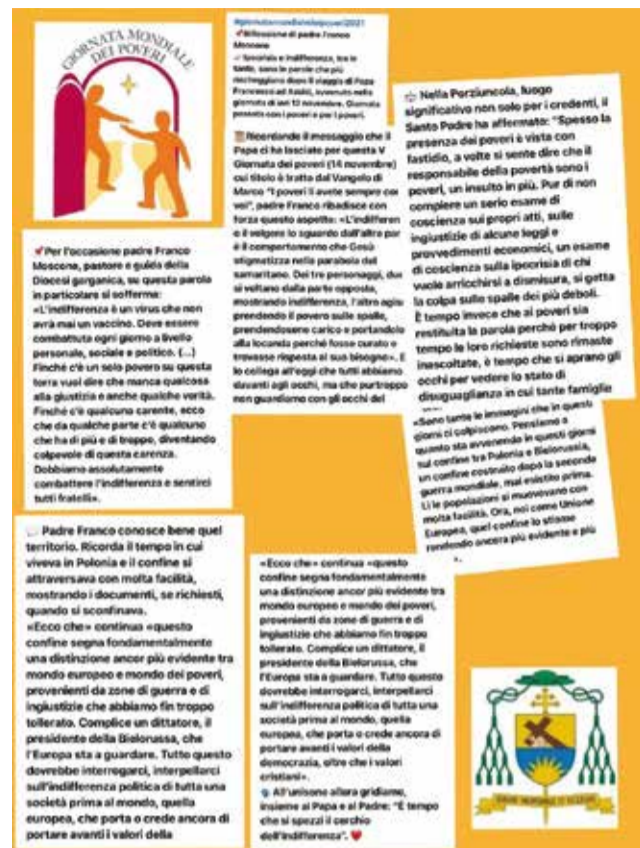 GIORNATA MONDIALE
DEI POVERI
#giornatamondialedeipoveri2021
Riflessione di padre Franco
Moscone
Ipocrisia e indifferenza, tra le
tante, sono le parole che più
riecheggiano dopo il viaggio di Papa
Francesco ad Assisi, avvenuto nella
giornata di ieri 12 novembre. Giornata
passata con i poveri e per i poveri.
Ricordando il messaggio che il
Papa ci ha lasciato per questa V
Giornata dei poveri (14 novembre)
cui titolo è tratto dal Vangelo di
Marco "I poveri li avete sempre con
voi", padre Franco ribadisce con
forza questo aspetto: «L'indifferen
e il volgere lo sguardo dall'altra par
è il comportamento che Gesù
stigmatizza nella parabola del
samaritano. Dei tre personaggi, due
si voltano dalla parte opposta,
mostrando indifferenza, l'altro agisc
prendendo il povero sulle spalle,
prendendosene carico e portandolo
alla locanda perché fosse curato e
trovasse risposta al suo bisogno». E
lo collega all'oggi che tutti abbiamo
davanti agli occhi, ma che purtroppo
non guardiamo con gli occhi del
Nella Porziuncola, luogo
significativo non solo per i credenti, il
Santo Padre ha affermato: "Spesso la
presenza dei poveri è vista con
fastidio, a volte si sente dire che il
responsabile della povertà sono i
poveri, un insulto in più. Pur di non
compiere un serio esame di
coscienza sui propri atti, sulle
ingiustizie di alcune leggi e
provvedimenti economici, un esame
di coscienza sulla ipocrisia di chi
vuole arricchirsi a dismisura, si getta
la colpa sulle spalle dei più deboli.
È tempo invece che ai poveri sia
restituita la parola perché per troppo
tempo le loro richieste sono rimaste
inascoltate, è tempo che si aprano gli
occhi per vedere lo stato di
disuguaglianza in cui tante famiglie
Per l'occasione padre Franco
Moscone, pastore e guida della
Diocesi garganica, su questa parola
in particolare si sofferma:
«L'indifferenza è un virus che non
avrà mai un vaccino. Deve essere
combattuta ogni giorno a livello
personale, sociale e politico. (...)
Finché c'è un solo povero su questa
terra vuol dire che manca qualcosa
alla giustizia e anche qualche verità.
Finché c'è qualcuno carente, ecco
che da qualche parte c'è qualcuno
che ha di più e di troppo, diventando
colpevole di questa carenza.
Dobbiamo assolutamente
combattere l'indifferenza e sentirci
tutti fratelli».
«Sono tante le immagini che in questi
giorni ci colpiscono. Pensiamo a
quanto sta avvenendo in questi giorni
sul confine tra Polonia e Bielorussia,
un confine costruito dopo la seconda
guerra mondiale, mai esistito prima.
Lì le popolazioni si muovevano con
molta facilità. Ora, noi come Unione
Europea, quel confine lo stiamo
rendendo ancora più evidente e più
».
Padre Franco conosce bene quel
territorio. Ricorda il tempo in cui
viveva in Polonia e il confine si
attraversava con molta facilità,
mostrando i documenti, se richiesti,
quando si sconfinava.
«Ecco che» continua «questo
confine segna fondamentalmente
una distinzione ancor più evidente tra
mondo europeo e mondo dei poveri,
provenienti da zone di guerra e di
ingiustizie che abbiamo fin troppo
tollerato. Complice un dittatore, il
presidente della Bielorussa, che
l'Europa sta a guardare. Tutto questo
dovrebbe interrogarci, interpellarci
sull'indifferenza politica di tutta una
società prima al mondo, quella
europea, che porta o crede ancora di
portare avanti i valori della
«Ecco che» continua «questo
confine segna fondamentalmente
una distinzione ancor più evidente tra
mondo europeo e mondo dei poveri,
provenienti da zone di guerra e di
ingiustizie che abbiamo fin troppo
tollerato. Complice un dittatore, il
presidente della Bielorussa, che
l'Europa sta a guardare. Tutto questo
dovrebbe interrogarci, interpellarci
sull'indifferenza politica di tutta una
società prima al mondo, quella
europea, che porta o crede ancora di
portare avanti i valori della
democrazia, oltre che i valori
cristiani».
All'unisono allora gridiamo,
insieme al Papa e al Padre: "È tempo
che si spezzi il cerchio
dell'indifferenza".